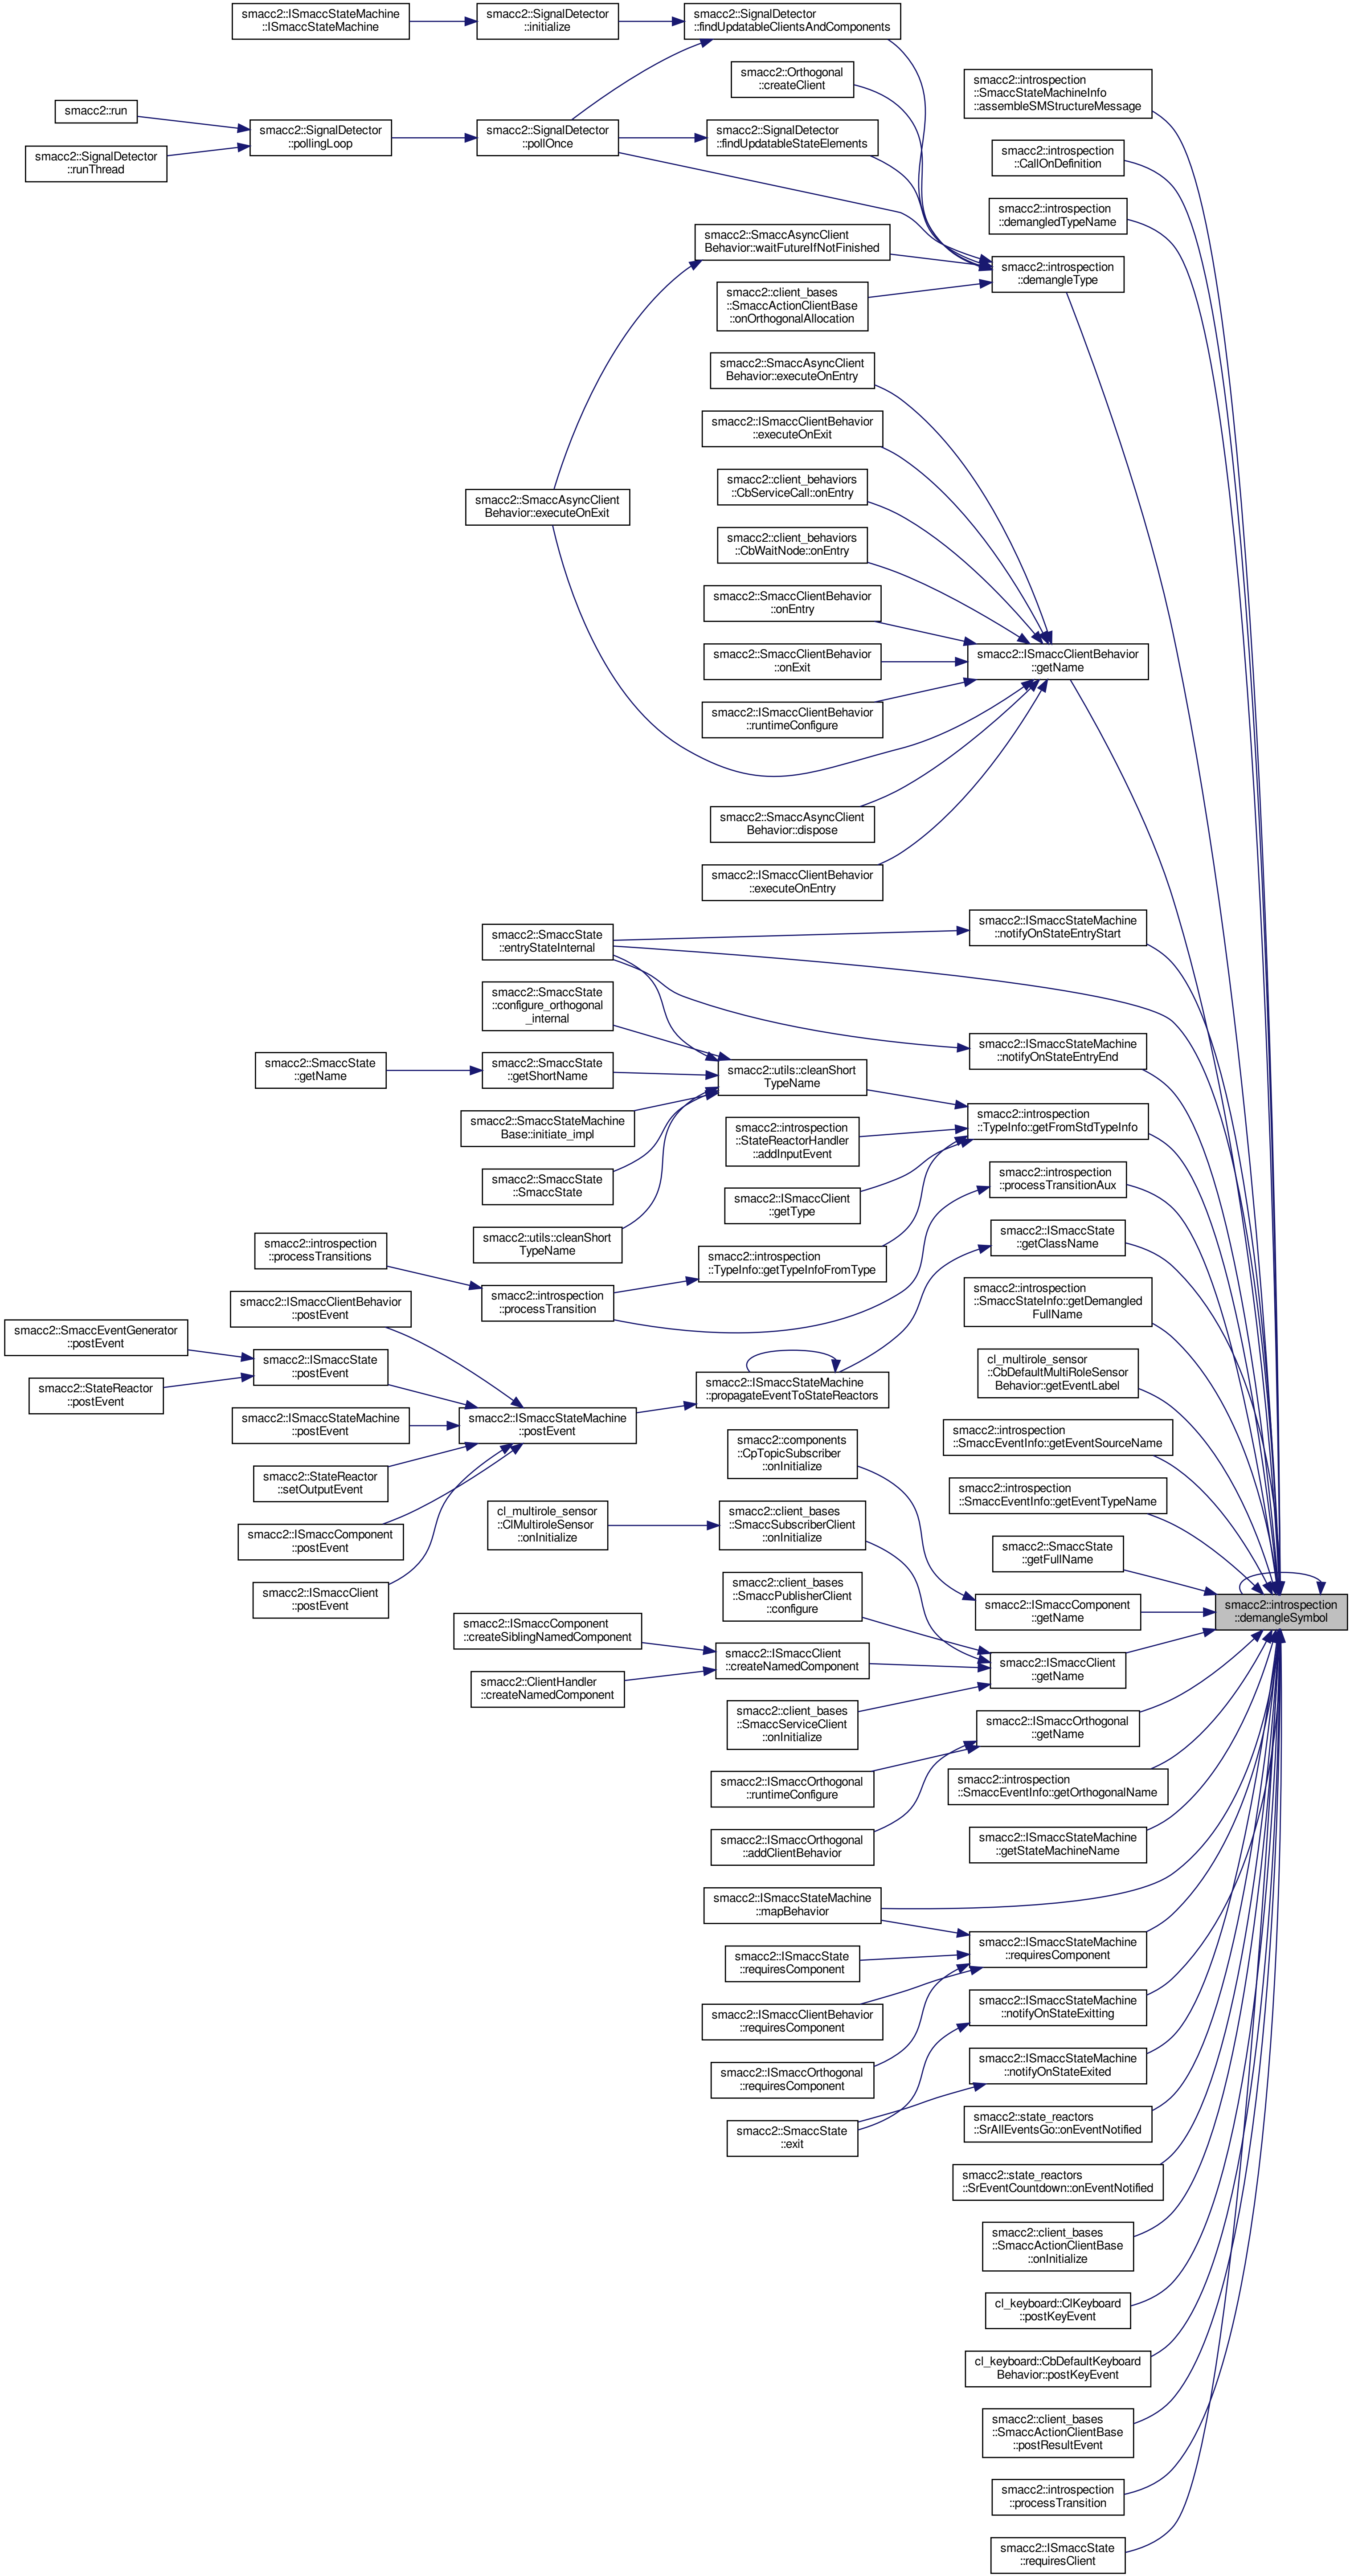 smacc2::ISmaccStateMachine
::ISmaccStateMachine
smacc2::SignalDetector
::initialize
smacc2::SignalDetector
::findUpdatableClientsAndComponents
smacc2::Orthogonal
::createClient
smacc2::introspection
::SmaccStateMachineInfo
::assembleSMStructureMessage
smacc2::run
smacc2::SignalDetector
::runThread
smacc2::SignalDetector
::pollingLoop
smacc2::SignalDetector
::pollOnce
smacc2::SignalDetector
::findUpdatableStateElements
smacc2::introspection
::CallOnDefinition
smacc2::introspection
::demangledTypeName
smacc2::SmaccAsyncClient
Behavior::waitFutureIfNotFinished
smacc2::introspection
::demangleType
smacc2::client_bases
::SmaccActionClientBase
::onOrthogonalAllocation
smacc2::SmaccAsyncClient
Behavior::executeOnEntry
smacc2::ISmaccClientBehavior
::executeOnExit
smacc2::client_behaviors
::CbServiceCall::onEntry
smacc2::SmaccAsyncClient
Behavior::executeOnExit
smacc2::client_behaviors
::CbWaitNode::onEntry
smacc2::SmaccClientBehavior
::onEntry
smacc2::SmaccClientBehavior
::onExit
smacc2::ISmaccClientBehavior
::getName
smacc2::ISmaccClientBehavior
::runtimeConfigure
smacc2::SmaccAsyncClient
Behavior::dispose
smacc2::ISmaccClientBehavior
::executeOnEntry
smacc2::SmaccState
::entryStateInternal
smacc2::ISmaccStateMachine
::notifyOnStateEntryStart
smacc2::SmaccState
::configure_orthogonal
_internal
smacc2::ISmaccStateMachine
::notifyOnStateEntryEnd
smacc2::SmaccState
::getName
smacc2::SmaccState
::getShortName
smacc2::utils::cleanShort
TypeName
smacc2::SmaccStateMachine
Base::initiate_impl
smacc2::introspection
::StateReactorHandler
::addInputEvent
smacc2::introspection
::TypeInfo::getFromStdTypeInfo
smacc2::SmaccState
::SmaccState
smacc2::ISmaccClient
::getType
smacc2::introspection
::processTransitionAux
smacc2::utils::cleanShort
TypeName
smacc2::ISmaccState
::getClassName
smacc2::introspection
::processTransitions
smacc2::introspection
::processTransition
smacc2::introspection
::TypeInfo::getTypeInfoFromType
smacc2::introspection
::SmaccStateInfo::getDemangled
FullName
smacc2::ISmaccClientBehavior
::postEvent
smacc2::SmaccEventGenerator
::postEvent
smacc2::ISmaccState
::postEvent
smacc2::StateReactor
::postEvent
smacc2::ISmaccStateMachine
::propagateEventToStateReactors
cl_multirole_sensor
::CbDefaultMultiRoleSensor
Behavior::getEventLabel
smacc2::ISmaccStateMachine
::postEvent
smacc2::ISmaccStateMachine
::postEvent
smacc2::components
::CpTopicSubscriber
::onInitialize
smacc2::introspection
::SmaccEventInfo::getEventSourceName
smacc2::StateReactor
::setOutputEvent
smacc2::introspection
::SmaccEventInfo::getEventTypeName
smacc2::ISmaccComponent
::postEvent
cl_multirole_sensor
::ClMultiroleSensor
::onInitialize
smacc2::client_bases
::SmaccSubscriberClient
::onInitialize
smacc2::SmaccState
::getFullName
smacc2::ISmaccClient
::postEvent
smacc2::client_bases
::SmaccPublisherClient
::configure
smacc2::ISmaccComponent
::getName
smacc2::introspection
::demangleSymbol
smacc2::ISmaccComponent
::createSiblingNamedComponent
smacc2::ISmaccClient
::createNamedComponent
smacc2::ISmaccClient
::getName
smacc2::ClientHandler
::createNamedComponent
smacc2::client_bases
::SmaccServiceClient
::onInitialize
smacc2::ISmaccOrthogonal
::getName
smacc2::ISmaccOrthogonal
::runtimeConfigure
smacc2::introspection
::SmaccEventInfo::getOrthogonalName
smacc2::ISmaccOrthogonal
::addClientBehavior
smacc2::ISmaccStateMachine
::getStateMachineName
smacc2::ISmaccStateMachine
::mapBehavior
smacc2::ISmaccStateMachine
::requiresComponent
smacc2::ISmaccState
::requiresComponent
smacc2::ISmaccClientBehavior
::requiresComponent
smacc2::ISmaccStateMachine
::notifyOnStateExitting
smacc2::ISmaccOrthogonal
::requiresComponent
smacc2::ISmaccStateMachine
::notifyOnStateExited
smacc2::SmaccState
::exit
smacc2::state_reactors
::SrAllEventsGo::onEventNotified
smacc2::state_reactors
::SrEventCountdown::onEventNotified
smacc2::client_bases
::SmaccActionClientBase
::onInitialize
cl_keyboard::ClKeyboard
::postKeyEvent
cl_keyboard::CbDefaultKeyboard
Behavior::postKeyEvent
smacc2::client_bases
::SmaccActionClientBase
::postResultEvent
smacc2::introspection
::processTransition
smacc2::ISmaccState
::requiresClient